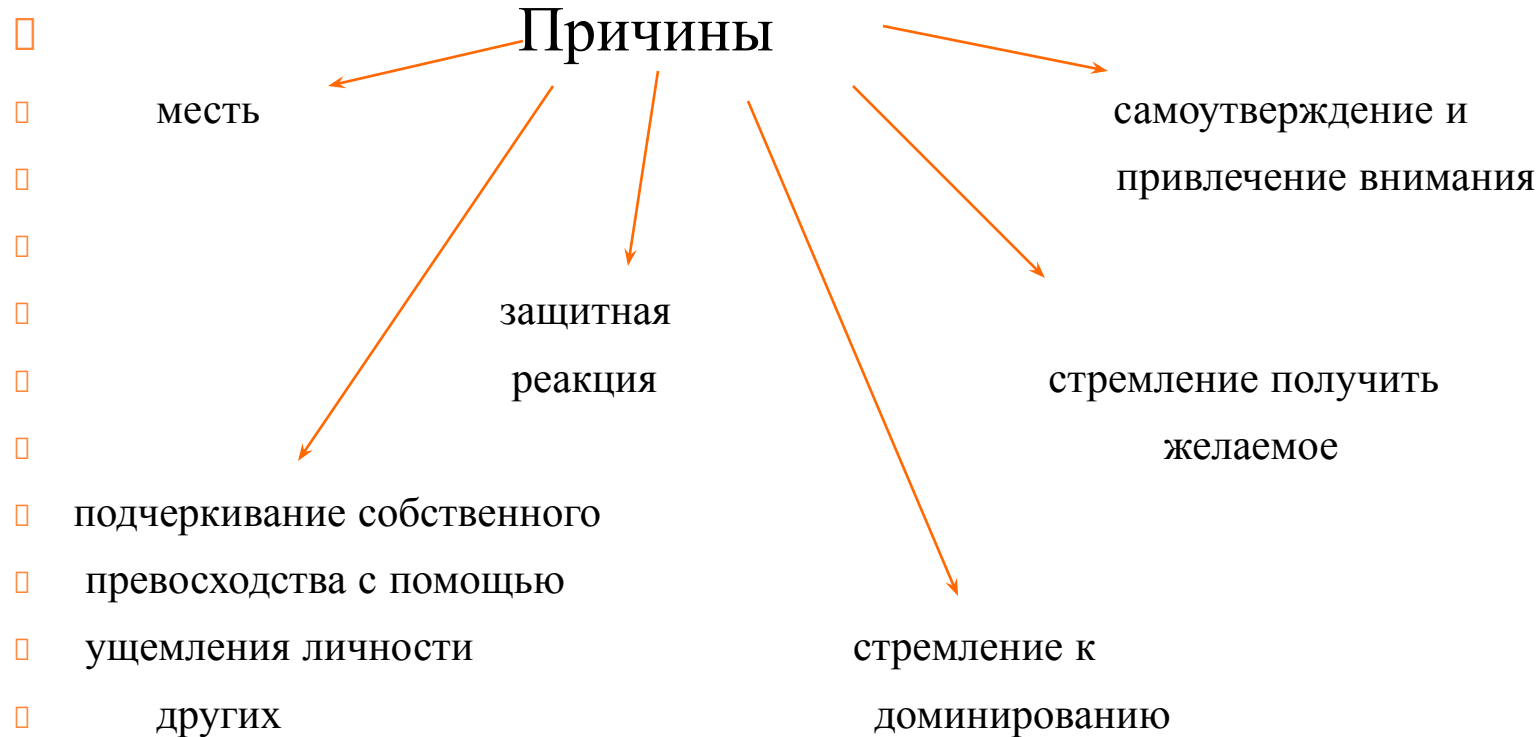 Причины
месть
самоутверждение и
привлечение внимания
защитная
реакция
стремление получить
желаемое
подчеркивание собственного
превосходства с помощью
ущемления личности
других
стремление к
доминированию